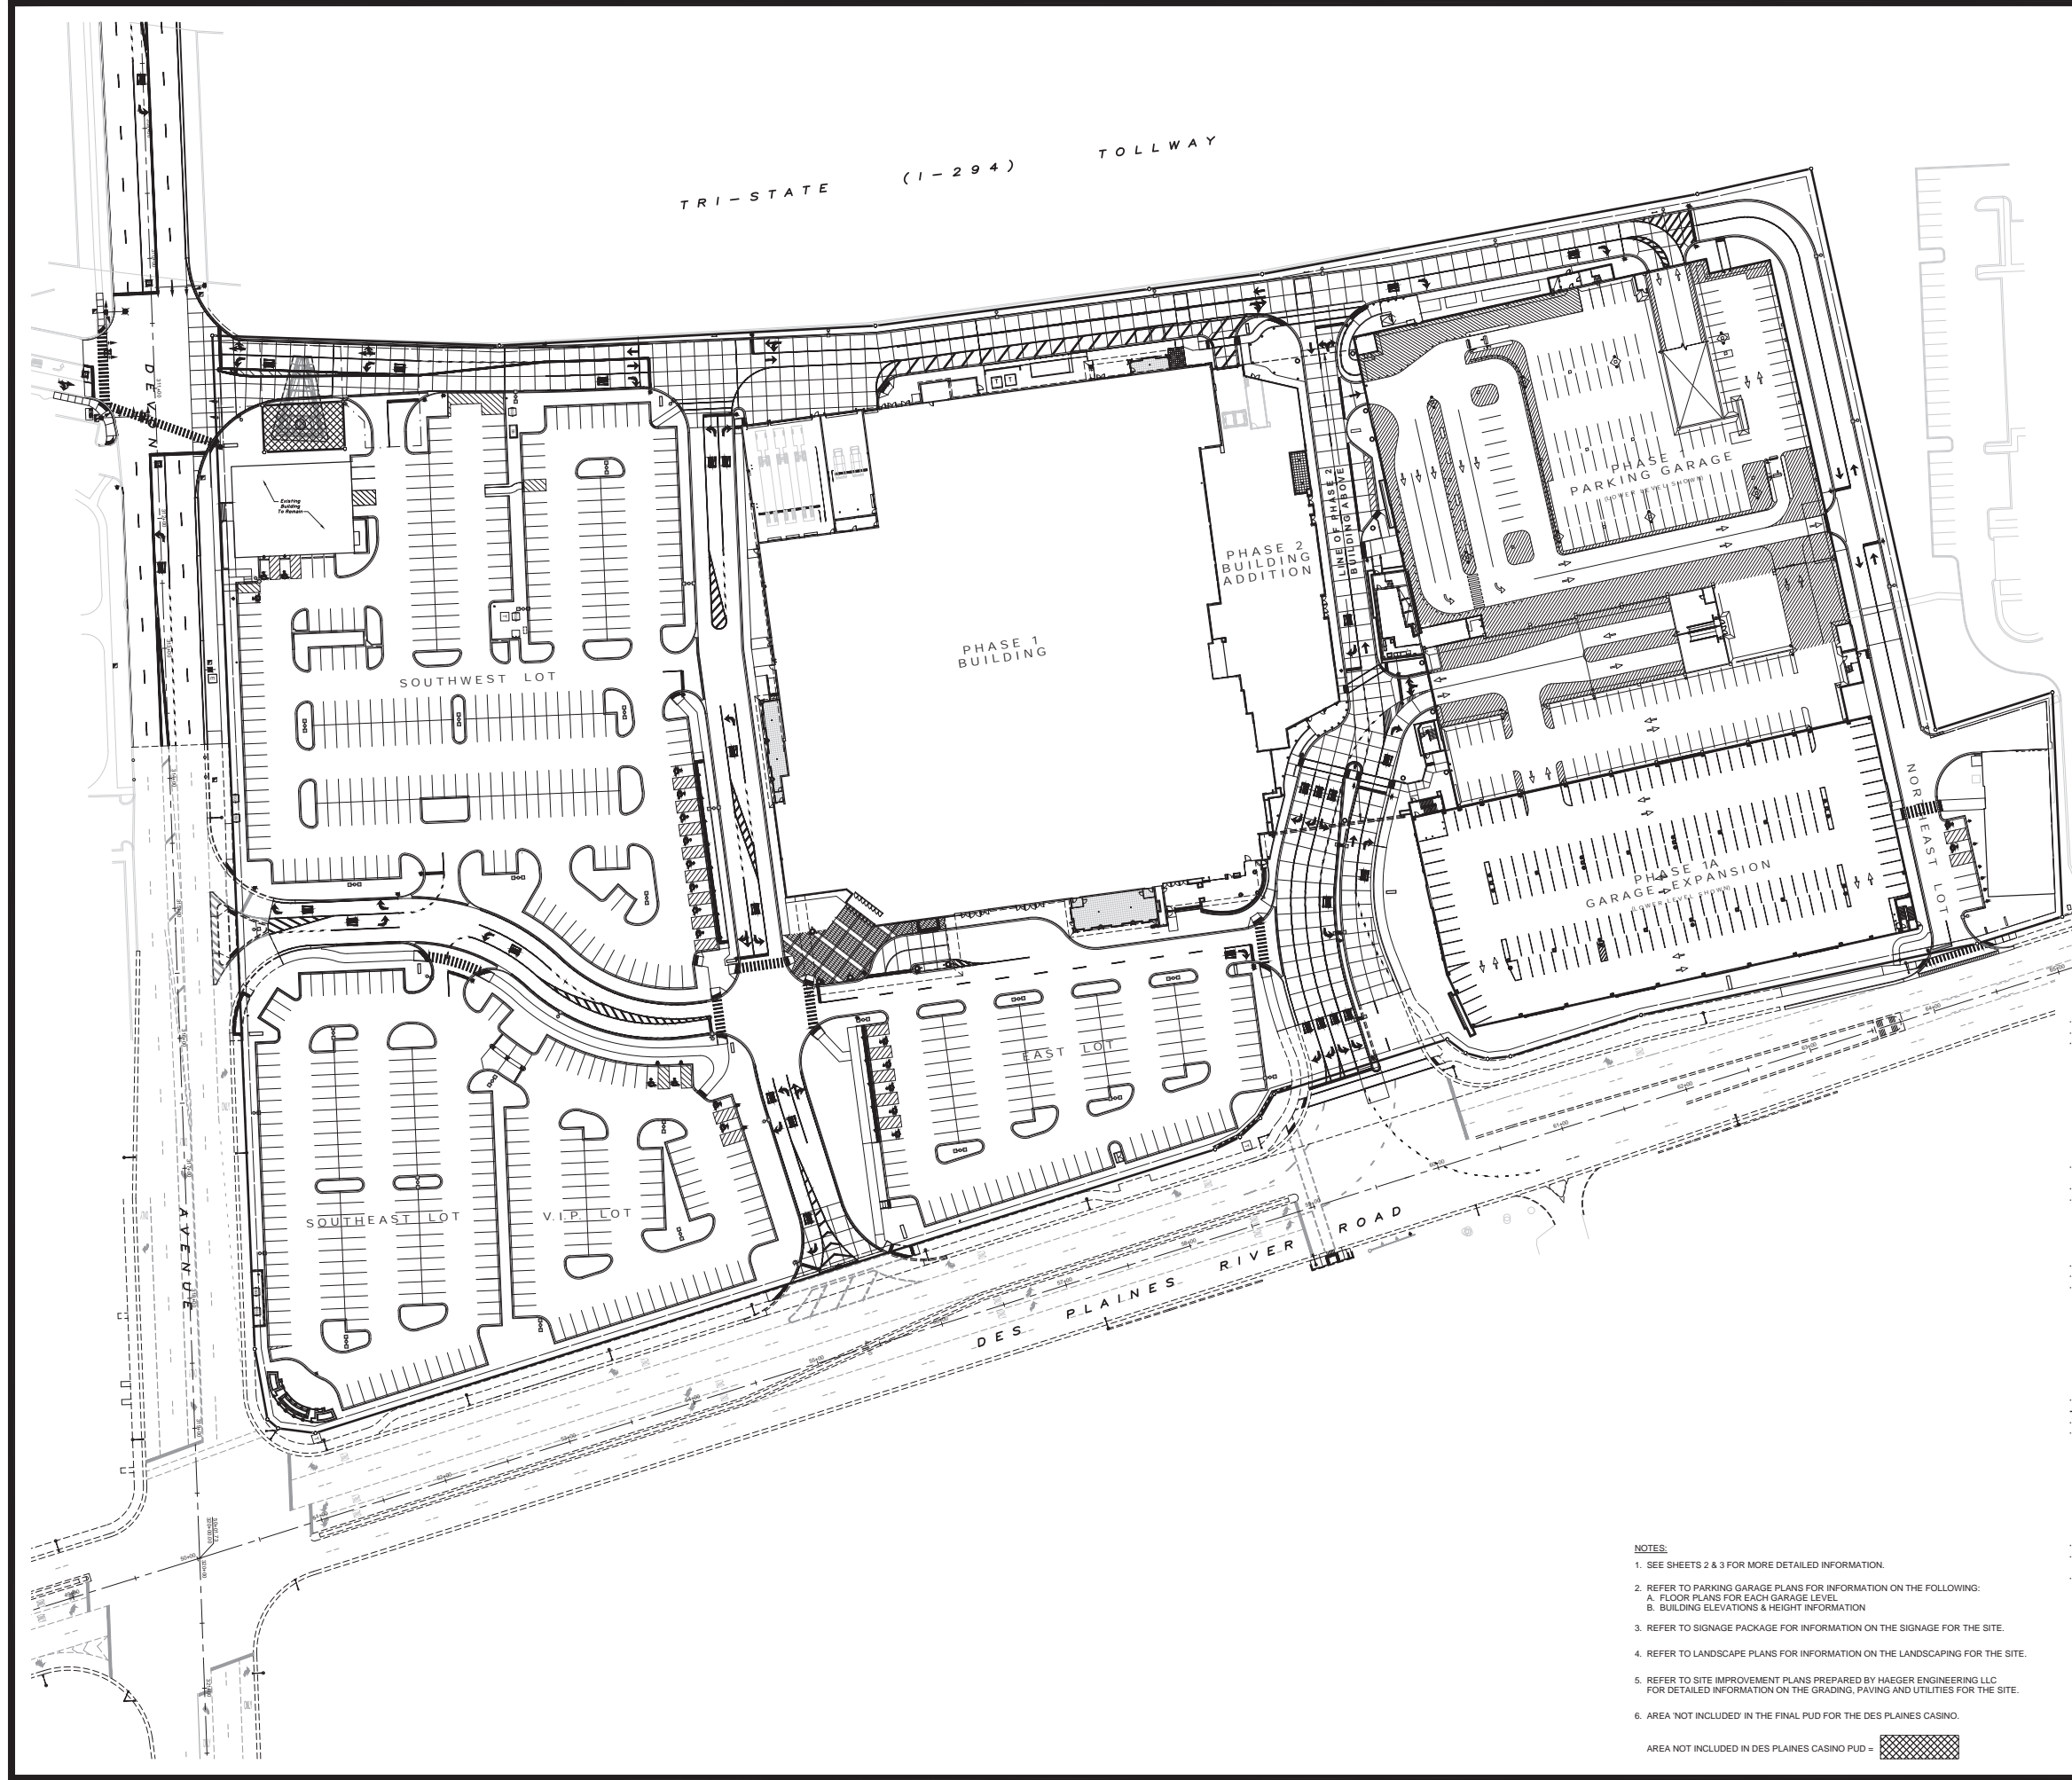 TRI-STATE (I-294) TOLLWAY
DEVON
AVENUE
Existing
Building
To Remain
SOUTHWEST LOT
PHASE 1
BUILDING
PHASE 2
BUILDING
ADDITION
LINE OF PHASE 2
BUILDING ABOVE
PHASE 1
PARKING GARAGE
(LOWER LEVEL SHOWN)
PHASE 1A
GARAGE EXPANSION
(LOWER LEVEL SHOWN)
NORTHEAST LOT
EAST LOT
SOUTHEAST LOT
V.I.P. LOT
DES PLAINES RIVER ROAD
NOTES:
1. SEE SHEETS 2 & 3 FOR MORE DETAILED INFORMATION.
2. REFER TO PARKING GARAGE PLANS FOR INFORMATION ON THE FOLLOWING:
A. FLOOR PLANS FOR EACH GARAGE LEVEL
B. BUILDING ELEVATIONS & HEIGHT INFORMATION
3. REFER TO SIGNAGE PACKAGE FOR INFORMATION ON THE SIGNAGE FOR THE SITE.
4. REFER TO LANDSCAPE PLANS FOR INFORMATION ON THE LANDSCAPING FOR THE SITE.
5. REFER TO SITE IMPROVEMENT PLANS PREPARED BY HAEGER ENGINEERING LLC
FOR DETAILED INFORMATION ON THE GRADING, PAVING AND UTILITIES FOR THE SITE.
6. AREA 'NOT INCLUDED' IN THE FINAL PUD FOR THE DES PLAINES CASINO.
AREA NOT INCLUDED IN DES PLAINES CASINO PUD =